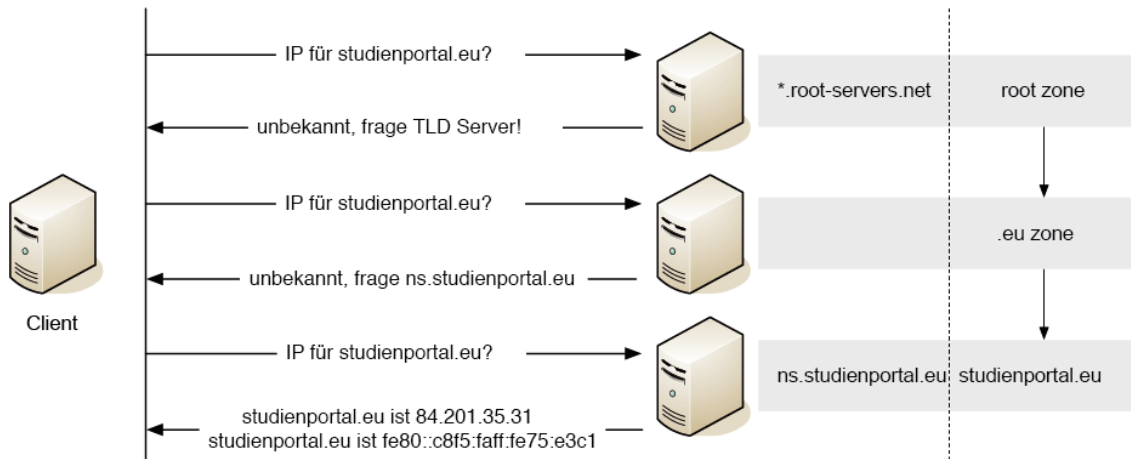 IP für studienportal.eu?
*.root-servers.net
root zone
unbekannt, frage TLD Server!
IP für studienportal.eu?
.eu zone
unbekannt, frage ns.studienportal.eu
Client
IP für studienportal.eu?
ns.studienportal.eu
studienportal.eu
studienportal.eu ist 84.201.35.31
studienportal.eu ist fe80::c8f5:faff:fe75:e3c1